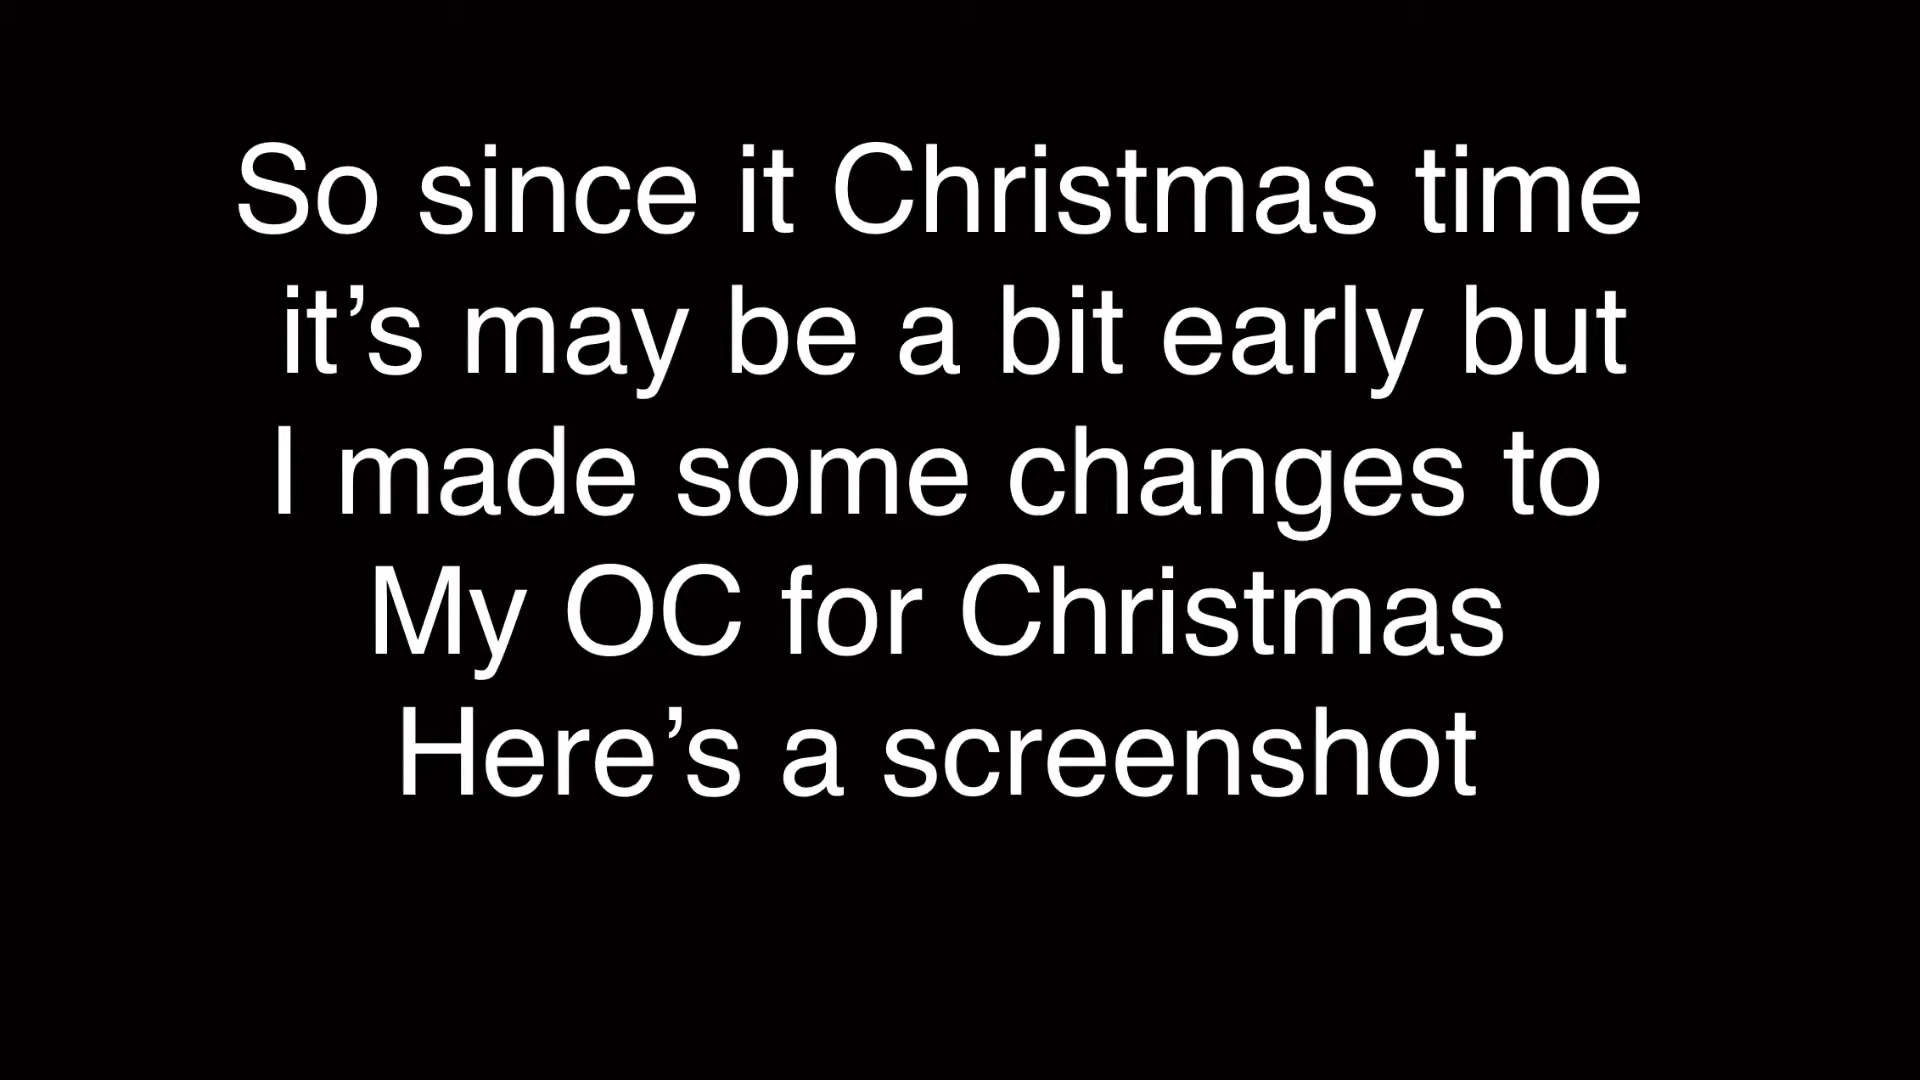 So since it Christmas time
it’s may be a bit early but
I made some changes to
My OC for Christmas
Here’s a screenshot